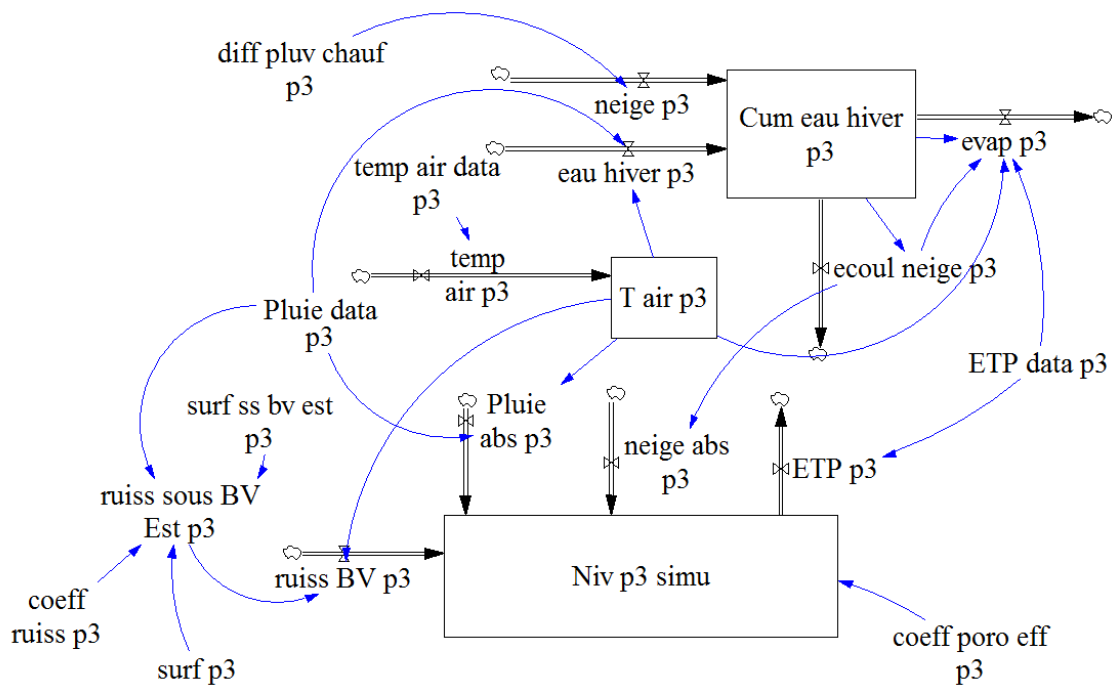 diff pluv chauf
p3
neige p3
Cum eau hiver
p3
evap p3
temp air data
p3
eau hiver p3
temp
air p3
T air p3
ecoul neige p3
Pluie data
p3
ETP data p3
surf ss bv est
p3
Pluie
abs p3
neige abs
p3
ETP p3
ruiss sous BV
Est p3
ruiss BV p3
Niv p3 simu
coeff
ruiss p3
surf p3
coeff poro eff
p3